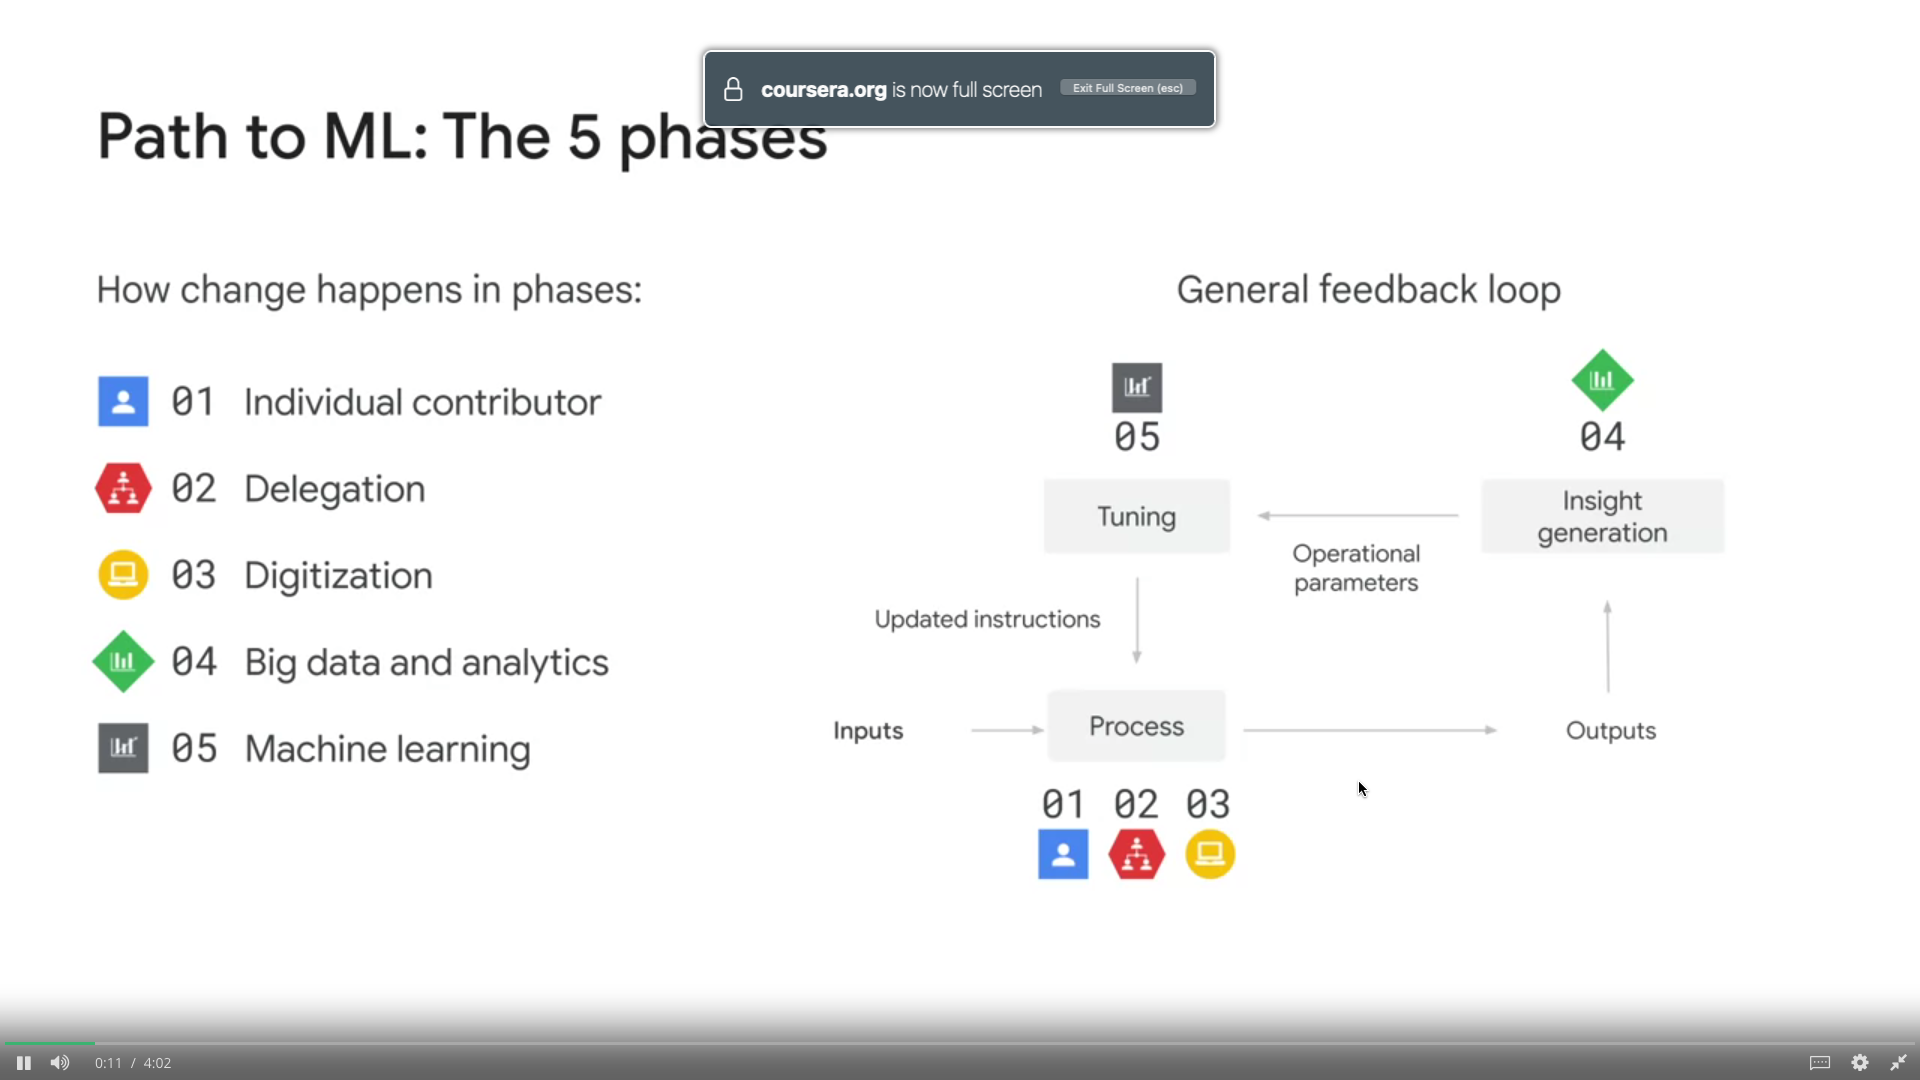 coursera.org is now full screen Exit Full Screen (esc)
Path to ML: The 5 phases
How change happens in phases:
01 Individual contributor
02 Delegation
03 Digitization
04 Big data and analytics
05 Machine learning
General feedback loop
05
04
Tuning
Insight
generation
Operational
parameters
Updated instructions
Inputs
Process
Outputs
01 02 03
0:11 / 4:02